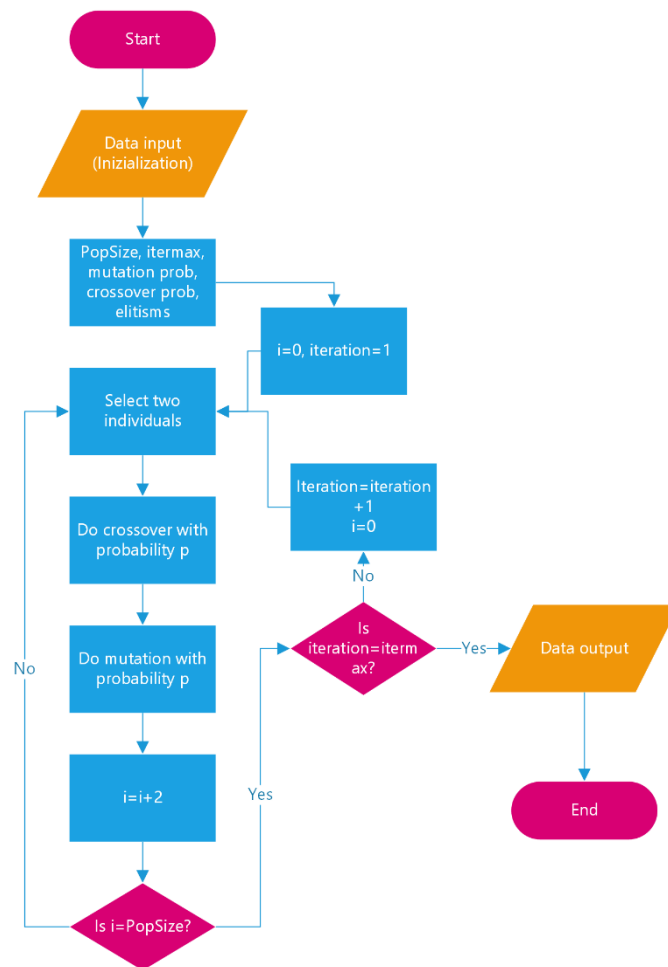 Start
Data input
(Inizialization)
PopSize, itermax,
mutation prob,
crossover prob,
elitisms
i=0, iteration=1
Select two
individuals
Iteration=iteration
+1
i=0
Do crossover with
probability p
No
Is
iteration=iterm
ax?
Yes
Data output
Do mutation with
probability p
No
i=i+2
Yes
End
Is i=PopSize?